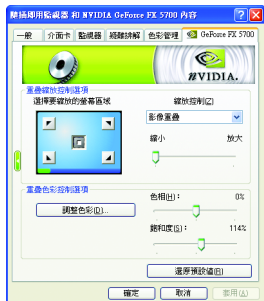 隨插即用監視器 和 NVIDIA GeForce FX 5700 內容
一般 介面卡 監視器 疑難排解 色彩管理 GeForce FX 5700
NVIDIA.
重疊縮放控制選項
選擇要縮放的螢幕區域
縮放控制(Z)
影像重疊
縮小 放大
重疊色彩控制選項
調整色彩(D)...
色相(H): 0%
飽和度(S): 114%
還原預設值(R)
確定 取消 套用(A)